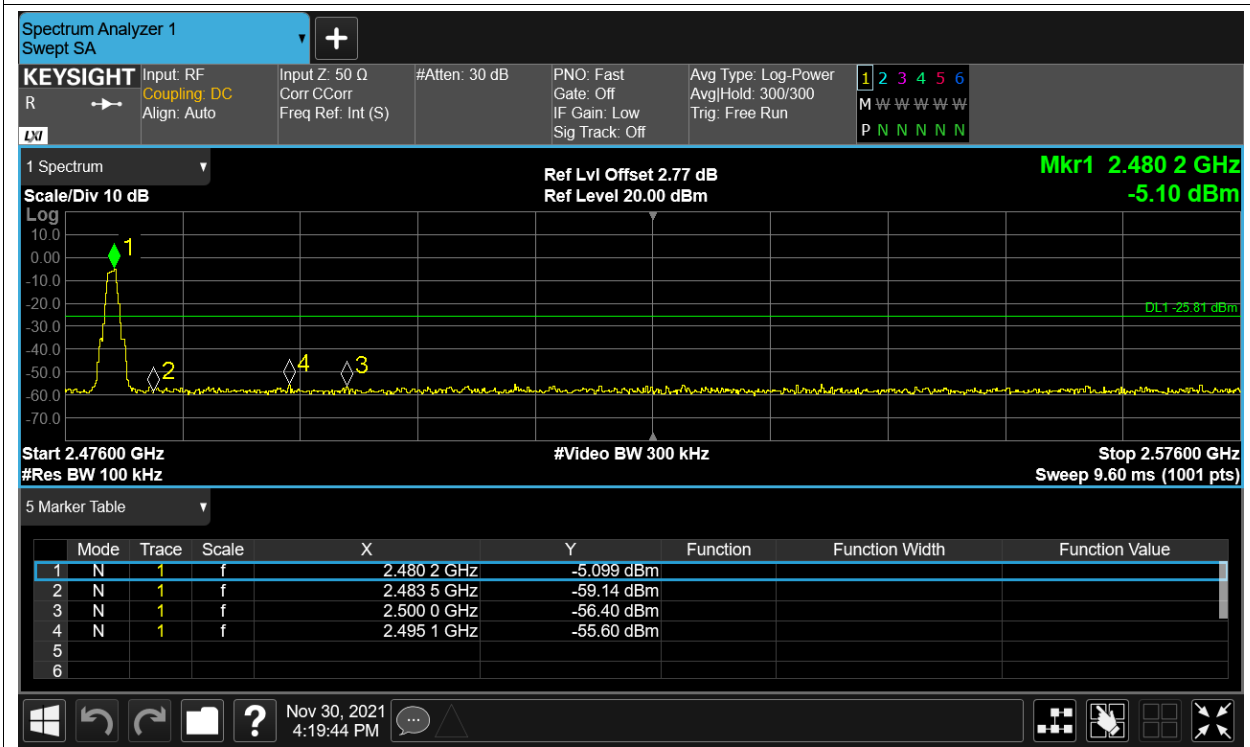 Spectrum Analyzer 1
Swept SA
KEYSIGHT
R
LXI
Input: RF
Coupling: DC
Align: Auto
Input Z: 50 Ω
Corr CCorr
Freq Ref: Int (S)
#Atten: 30 dB
PNO: Fast
Gate: Off
IF Gain: Low
Sig Track: Off
Avg Type: Log-Power
Avg|Hold: 300/300
Trig: Free Run
1 2 3 4 5 6
M W W W W W
P N N N N N
1 Spectrum
Scale/Div 10 dB
Ref Lvl Offset 2.77 dB
Ref Level 20.00 dBm
Mkr1 2.480 2 GHz
-5.10 dBm
Log
10.0
0.00
-10.0
-20.0
-30.0
-40.0
-50.0
-60.0
-70.0
1
2
4
3
DL1 -25.81 dBm
Start 2.47600 GHz
#Video BW 300 kHz
Stop 2.57600 GHz
#Res BW 100 kHz
Sweep 9.60 ms (1001 pts)
5 Marker Table
Mode Trace Scale X Y Function Function Width Function Value
1 N 1 f 2.480 2 GHz -5.099 dBm
2 N 1 f 2.483 5 GHz -59.14 dBm
3 N 1 f 2.500 0 GHz -56.40 dBm
4 N 1 f 2.495 1 GHz -55.60 dBm
5
6
?
Nov 30, 2021
4:19:44 PM